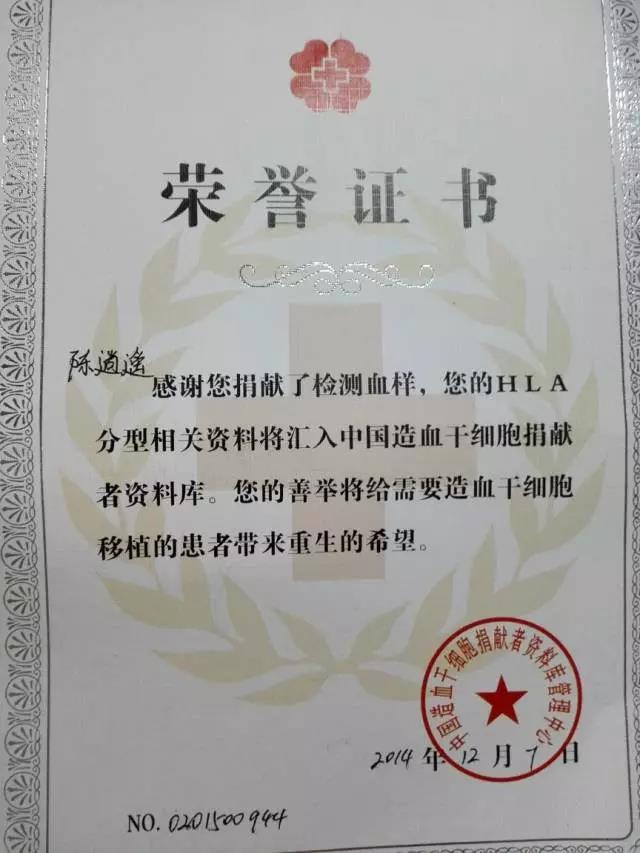 荣誉证书
陈逍遥
感谢您捐献了检测血样，您的HLA
分型相关资料将汇入中国造血干细胞捐献
者资料库。您的善举将给需要造血干细胞
移植的患者带来重生的希望。
中国造血干细胞捐献者资料库管理中心
2014年12月7日
NO. 0201500944